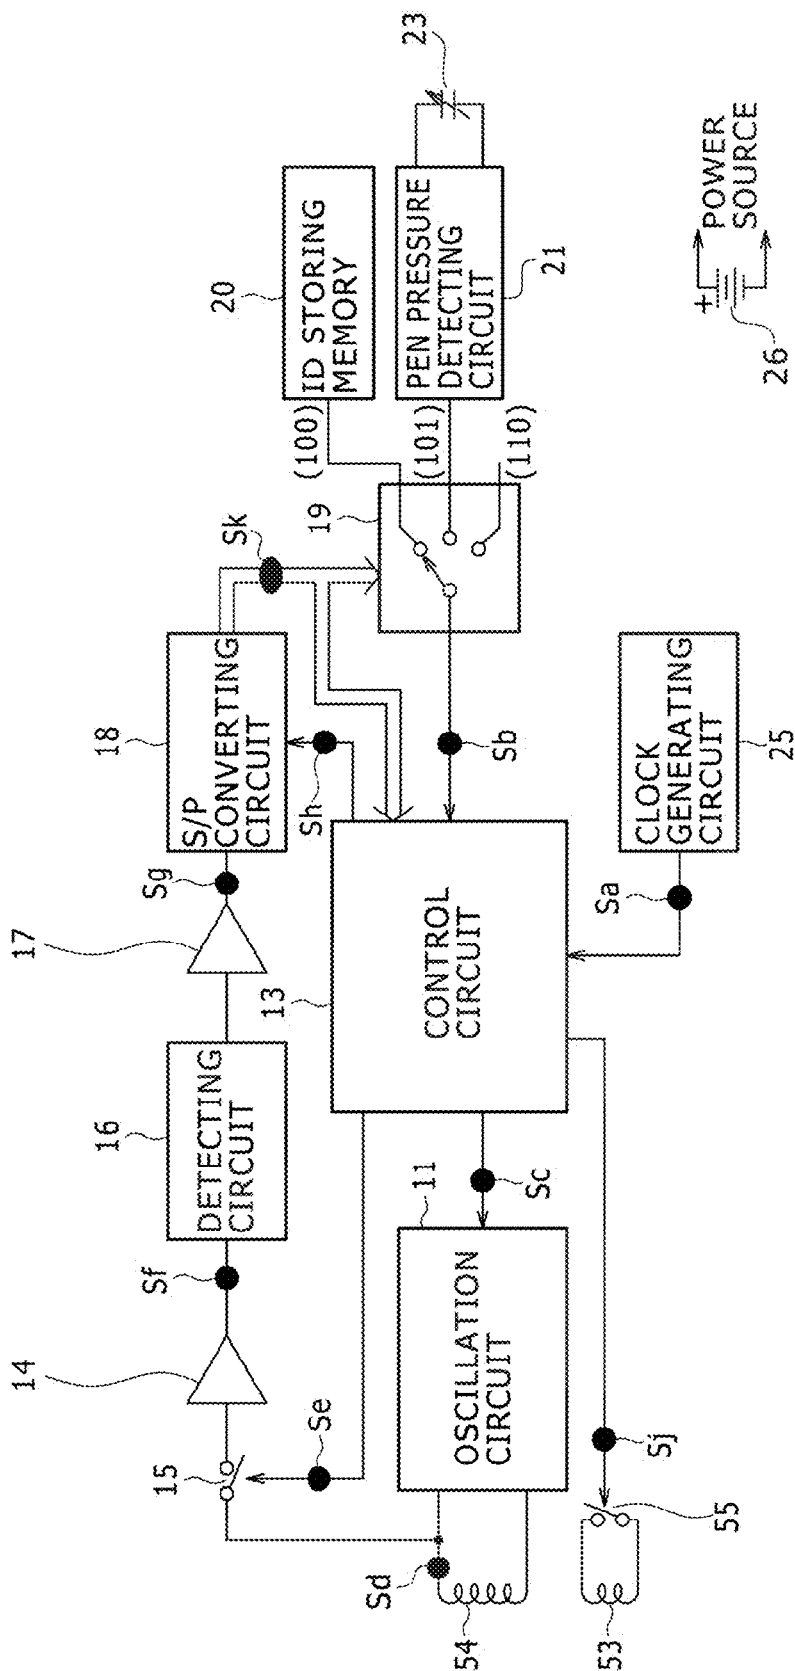 14
17
18
Sk
20
23
15
Sf
16
DETECTING
CIRCUIT
Sg
S/P
CONVERTING
CIRCUIT
19
ID STORING
MEMORY
(100)
Se
13
Sh
PEN PRESSURE
DETECTING
CIRCUIT
(101)
21
Sd
54
11
OSCILLATION
CIRCUIT
Sc
CONTROL
CIRCUIT
Sb
(110)
53
55
Sj
Sa
CLOCK
GENERATING
CIRCUIT
25
26
+
POWER
SOURCE